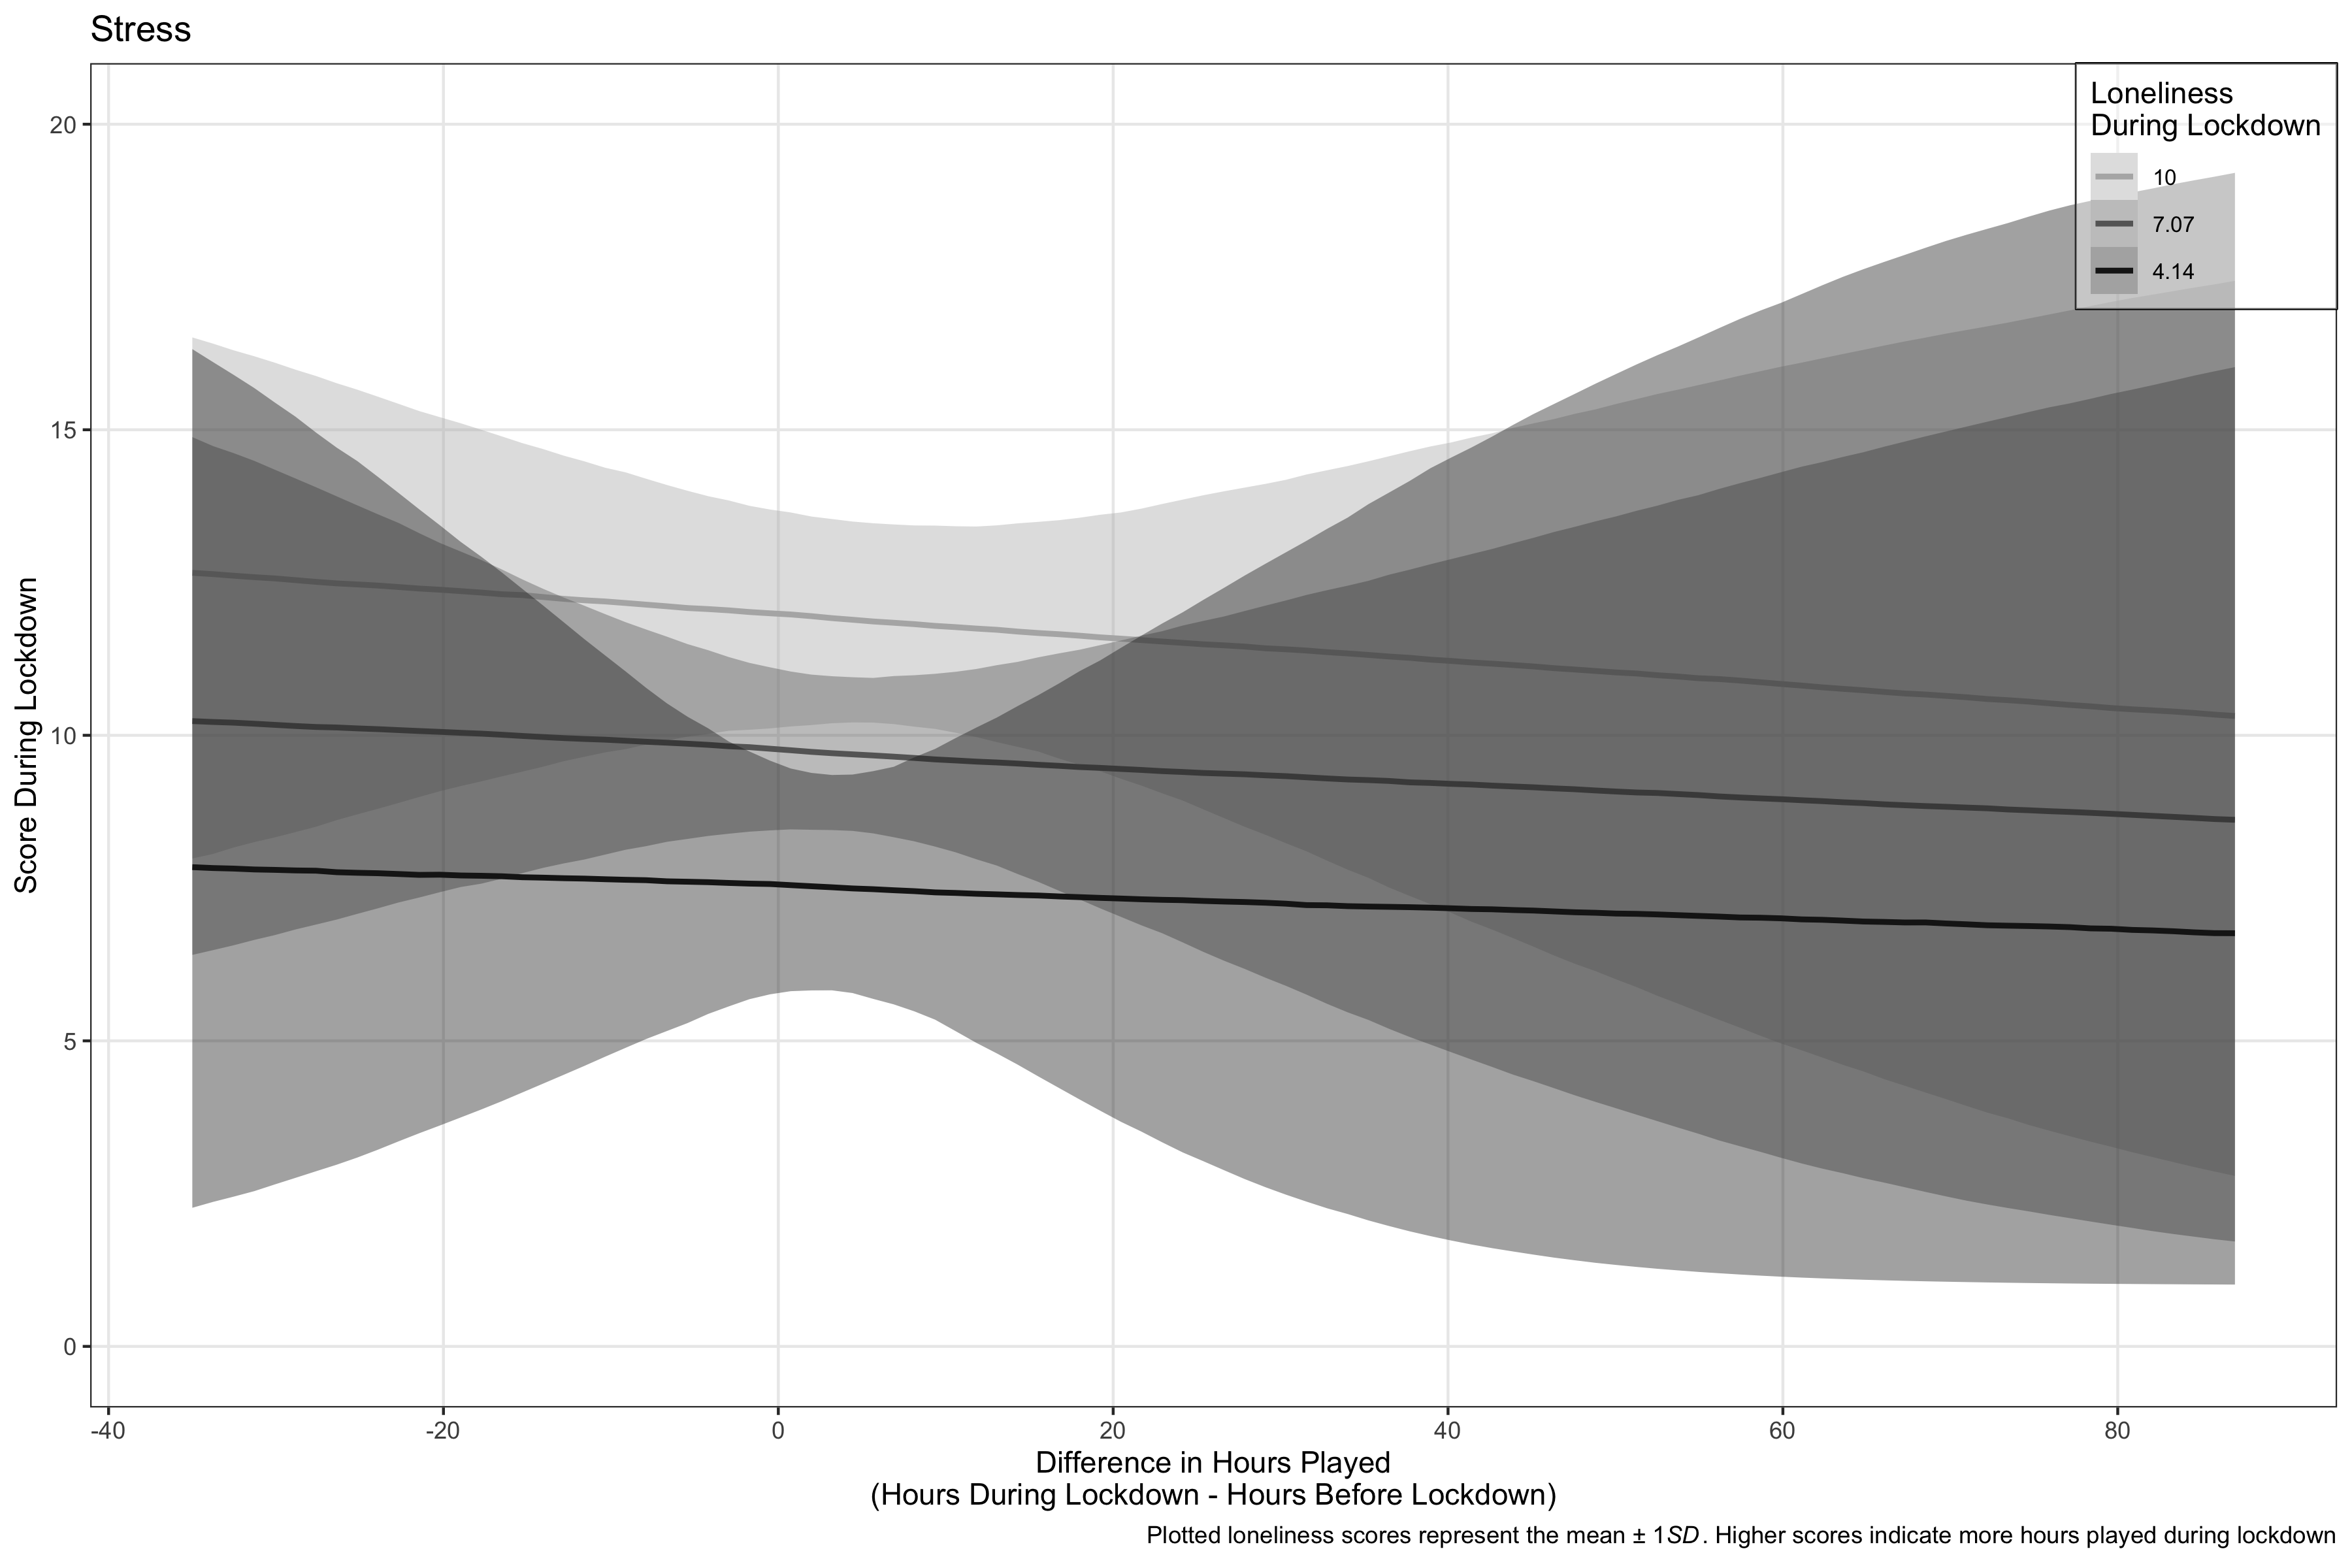 Stress
Loneliness
During Lockdown
10
7.07
4.14
Score During Lockdown
20
15
10
5
0
-40
-20
0
20
40
60
80
Difference in Hours Played
(Hours During Lockdown - Hours Before Lockdown)
Plotted loneliness scores represent the mean ± 1SD. Higher scores indicate more hours played during lockdown